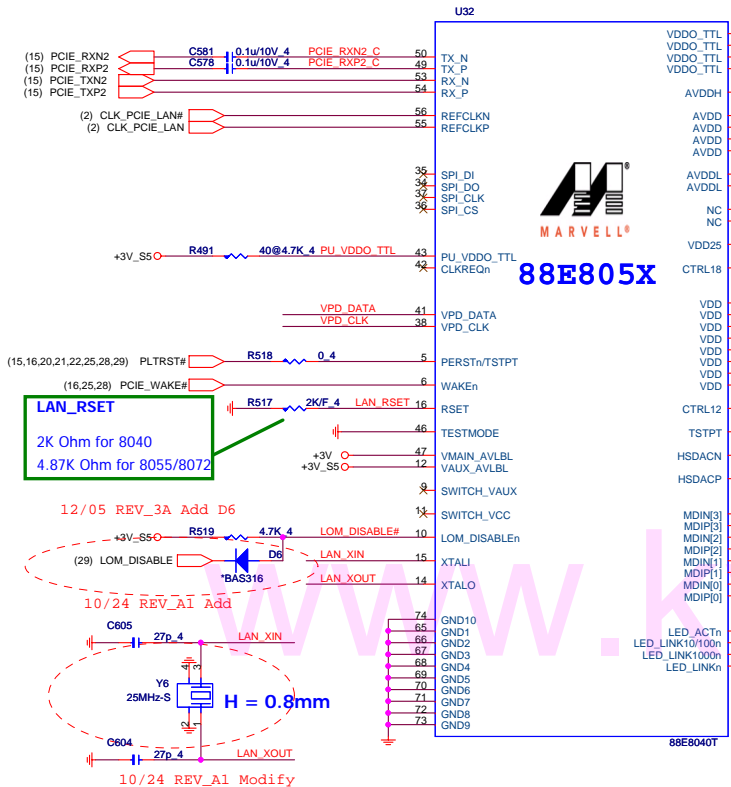 U32
VDDO_TTL
VDDO_TTL
VDDO_TTL
VDDO_TTL
(15) PCIE_RXN2 C581 0.1u/10V_4 PCIE_RXN2_C 50 TX_N
(15) PCIE_RXP2 C578 0.1u/10V_4 PCIE_RXP2_C 49 TX_P
(15) PCIE_TXN2 53 RX_N
(15) PCIE_TXP2 54 RX_P AVDDH
(2) CLK_PCIE_LAN# 56 REFCLKN AVDD
(2) CLK_PCIE_LAN 55 REFCLKP AVDD
AVDD
AVDD
35 SPI_DI AVDDL
34 SPI_DO AVDDL
37 SPI_CLK
36 SPI_CS NC
NC
MARVELL®
VDD25
+3V_S5 R491 40@4.7K_4 PU_VDDO_TTL 43 PU_VDDO_TTL
42 CLKREQn CTRL18
88E805X
VDD
VPD_DATA 41 VPD_DATA VDD
VPD_CLK 38 VPD_CLK VDD
VDD
VDD
(15,16,20,21,22,25,28,29) PLTRST# R518 0_4 5 PERSTn/TSTPT VDD
VDD
(16,25,28) PCIE_WAKE# 6 WAKEn VDD
LAN_RSET
R517 2K/F_4 LAN_RSET 16 RSET CTRL12
2K Ohm for 8040
4.87K Ohm for 8055/8072
46 TESTMODE TSTPT
+3V 47 VMAIN_AVLBL HSDACN
+3V_S5 12 VAUX_AVLBL
HSDACP
9 SWITCH_VAUX
12/05 REV_3A Add D6
11 SWITCH_VCC MDIN[3]
MDIP[3]
+3V_S5 R519 4.7K_4 LOM_DISABLE# 10 LOM_DISABLEn MDIN[2]
MDIP[2]
(29) LOM_DISABLE D6 *BAS316 LAN_XIN 15 XTALI MDIN[1]
MDIP[1]
LAN_XOUT 14 XTALO MDIN[0]
MDIP[0]
10/24 REV_A1 Add
www.k
74 GND10
65 GND1 LED_ACTn
66 GND2 LED_LINK10/100n
67 GND3 LED_LINK1000n
68 GND4 LED_LINKn
69 GND5
70 GND6
71 GND7
72 GND8
73 GND9
88E8040T
C605 27p_4 LAN_XIN
4 3
Y6
25MHz-S
H = 0.8mm
2 1
C604 27p_4 LAN_XOUT
10/24 REV_A1 Modify